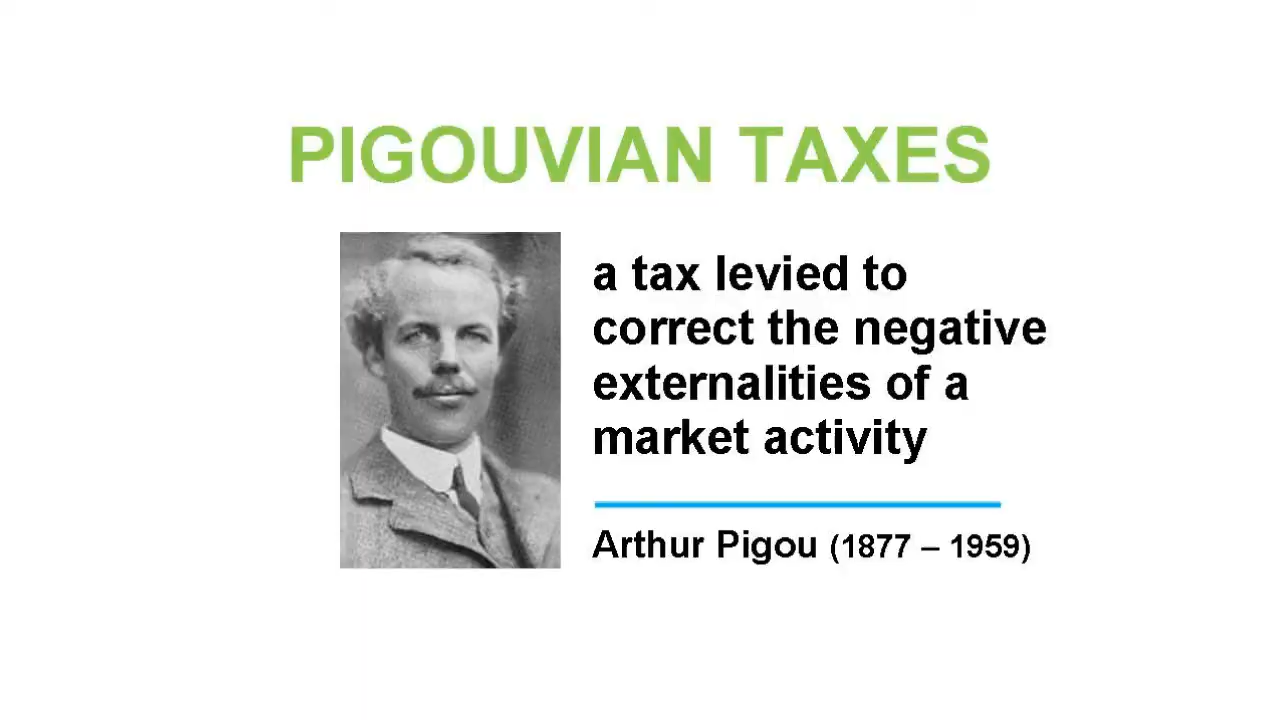 PIGOUVIAN TAXES
a tax levied to
correct the negative
externalities of a
market activity
Arthur Pigou (1877 – 1959)